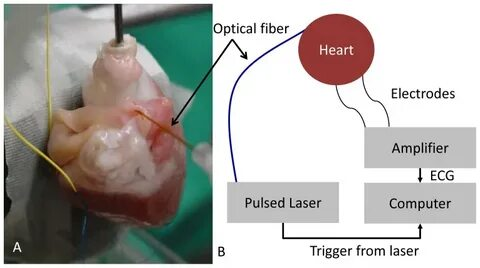 Optical fiber
Heart
Electrodes
Amplifier
ECG
Pulsed Laser
Computer
Trigger from laser
A
B